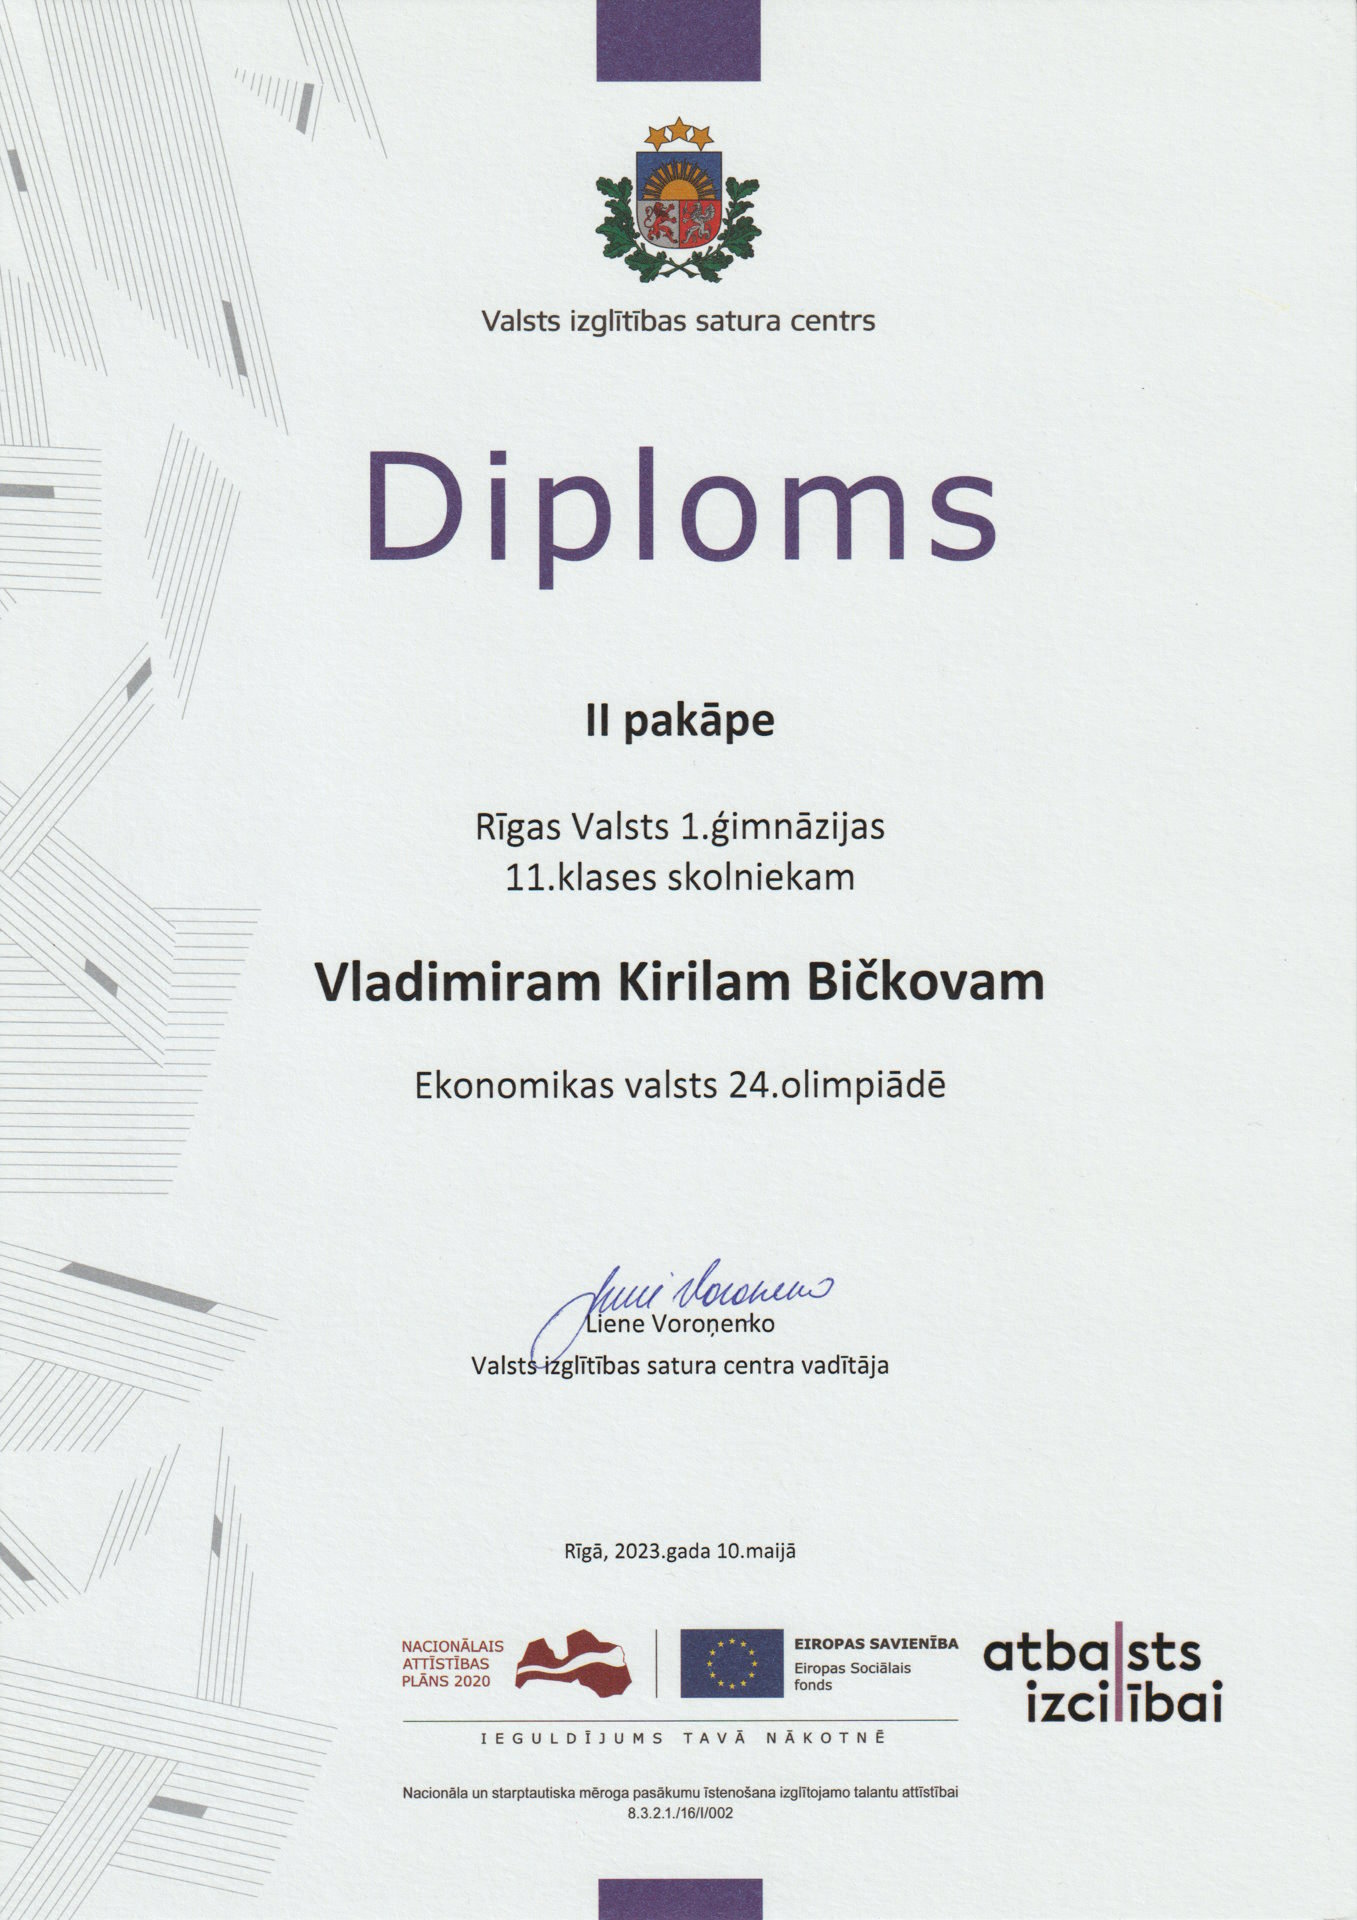 Valsts izglītības satura centrs
Diploms
II pakāpe
Rīgas Valsts 1.ģimnāzijas
11.klases skolniekam
Vladimiram Kirilam Bičkovam
Ekonomikas valsts 24.olimpiādē
Liene Voroņenko
Valsts izglītības satura centra vadītāja
Rīgā, 2023.gada 10.maijā
NACIONĀLAIS
ATTĪSTĪBAS
PLĀNS 2020
EIROPAS SAVIENĪBA
Eiropas Sociālais
fonds
IEGULDĪJUMS TAVĀ NĀKOTNĒ
atbalsts
izcilībai
Nacionāla un starptautiska mēroga pasākumu īstenošana izglītojamo talantu attīstībai
8.3.2.1./16/I/002